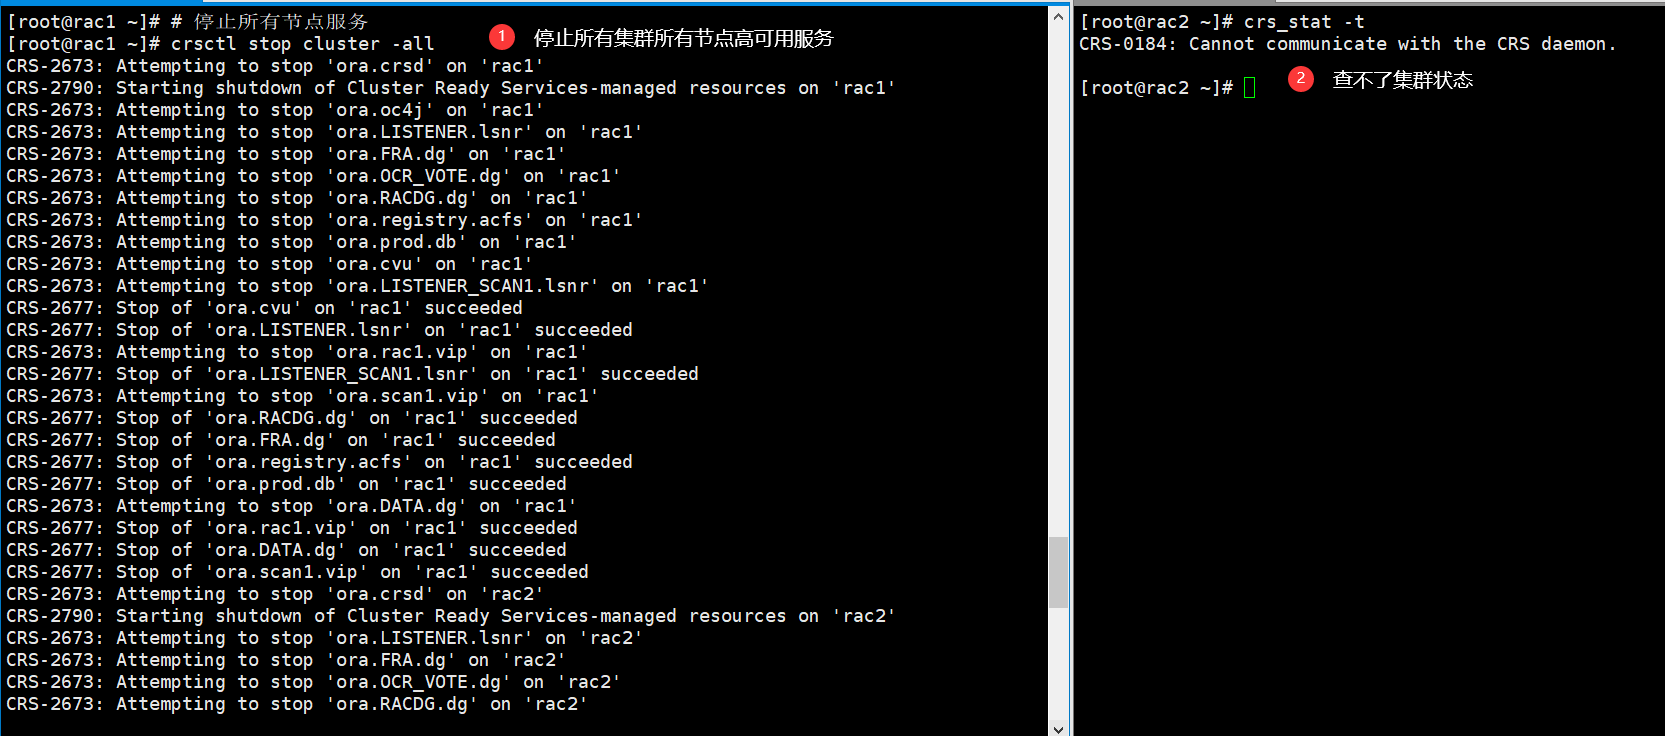 [root@rac1 ~]# # 停止所有节点服务
[root@rac1 ~]# crsctl stop cluster -all
1 停止所有集群所有节点高可用服务
CRS-2673: Attempting to stop 'ora.crsd' on 'rac1'
CRS-2790: Starting shutdown of Cluster Ready Services-managed resources on 'rac1'
CRS-2673: Attempting to stop 'ora.oc4j' on 'rac1'
CRS-2673: Attempting to stop 'ora.LISTENER.lsnr' on 'rac1'
CRS-2673: Attempting to stop 'ora.FRA.dg' on 'rac1'
CRS-2673: Attempting to stop 'ora.OCR_VOTE.dg' on 'rac1'
CRS-2673: Attempting to stop 'ora.RACDG.dg' on 'rac1'
CRS-2673: Attempting to stop 'ora.registry.acfs' on 'rac1'
CRS-2673: Attempting to stop 'ora.prod.db' on 'rac1'
CRS-2673: Attempting to stop 'ora.cvu' on 'rac1'
CRS-2673: Attempting to stop 'ora.LISTENER_SCAN1.lsnr' on 'rac1'
CRS-2677: Stop of 'ora.cvu' on 'rac1' succeeded
CRS-2677: Stop of 'ora.LISTENER.lsnr' on 'rac1' succeeded
CRS-2673: Attempting to stop 'ora.rac1.vip' on 'rac1'
CRS-2677: Stop of 'ora.LISTENER_SCAN1.lsnr' on 'rac1' succeeded
CRS-2673: Attempting to stop 'ora.scan1.vip' on 'rac1'
CRS-2677: Stop of 'ora.RACDG.dg' on 'rac1' succeeded
CRS-2677: Stop of 'ora.FRA.dg' on 'rac1' succeeded
CRS-2677: Stop of 'ora.registry.acfs' on 'rac1' succeeded
CRS-2677: Stop of 'ora.prod.db' on 'rac1' succeeded
CRS-2673: Attempting to stop 'ora.DATA.dg' on 'rac1'
CRS-2677: Stop of 'ora.rac1.vip' on 'rac1' succeeded
CRS-2677: Stop of 'ora.DATA.dg' on 'rac1' succeeded
CRS-2677: Stop of 'ora.scan1.vip' on 'rac1' succeeded
CRS-2673: Attempting to stop 'ora.crsd' on 'rac2'
CRS-2790: Starting shutdown of Cluster Ready Services-managed resources on 'rac2'
CRS-2673: Attempting to stop 'ora.LISTENER.lsnr' on 'rac2'
CRS-2673: Attempting to stop 'ora.FRA.dg' on 'rac2'
CRS-2673: Attempting to stop 'ora.OCR_VOTE.dg' on 'rac2'
CRS-2673: Attempting to stop 'ora.RACDG.dg' on 'rac2'
[root@rac2 ~]# crs_stat -t
CRS-0184: Cannot communicate with the CRS daemon.
[root@rac2 ~]#
2 查不了集群状态